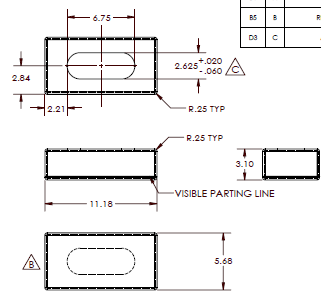 6.75
B5 B
D3 C
2.625 +.020 -.060 C
2.84
2.21
R.25 TYP
R.25 TYP
3.10
VISIBLE PARTING LINE
11.18
B
5.68